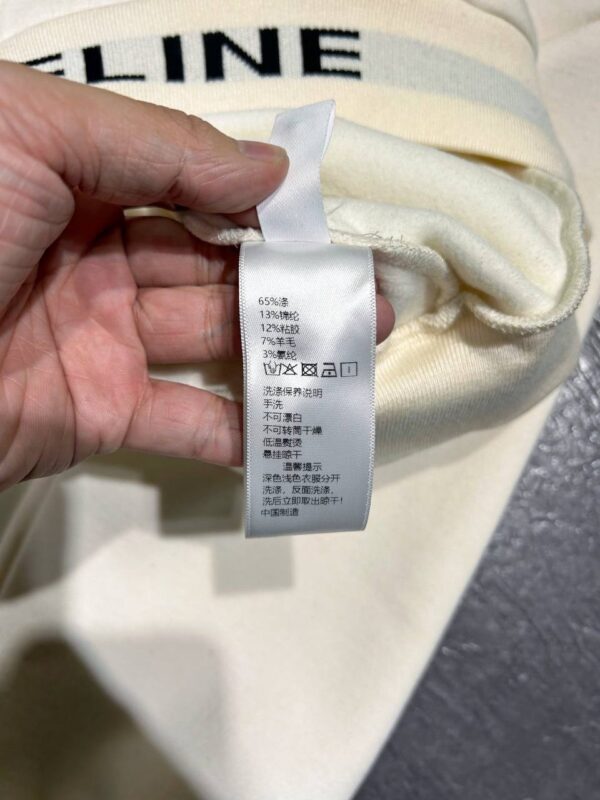 ELINE
65%涤
13%锦纶
12%粘胶
7%羊毛
3%氨纶
洗涤保养说明
手洗
不可漂白
不可转筒干燥
低温熨烫
悬挂晾干
温馨提示
深色浅色衣服分开
洗涤，反面洗涤，
洗后立即取出晾干！
中国制造